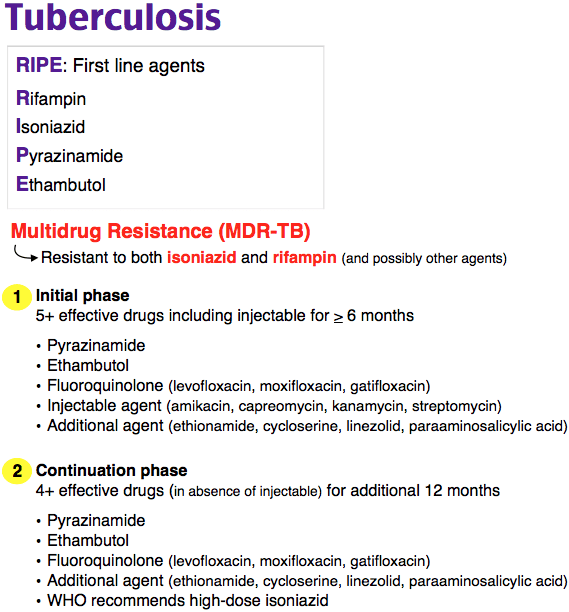 Tuberculosis
RIPE: First line agents
Rifampin
Isoniazid
Pyrazinamide
Ethambutol
Multidrug Resistance (MDR-TB)
Resistant to both isoniazid and rifampin (and possibly other agents)
1 Initial phase
5+ effective drugs including injectable for ≥ 6 months
• Pyrazinamide
• Ethambutol
• Fluoroquinolone (levofloxacin, moxifloxacin, gatifloxacin)
• Injectable agent (amikacin, capreomycin, kanamycin, streptomycin)
• Additional agent (ethionamide, cycloserine, linezolid, paraaminosalicylic acid)
2 Continuation phase
4+ effective drugs (in absence of injectable) for additional 12 months
• Pyrazinamide
• Ethambutol
• Fluoroquinolone (levofloxacin, moxifloxacin, gatifloxacin)
• Additional agent (ethionamide, cycloserine, linezolid, paraaminosalicylic acid)
• WHO recommends high-dose isoniazid